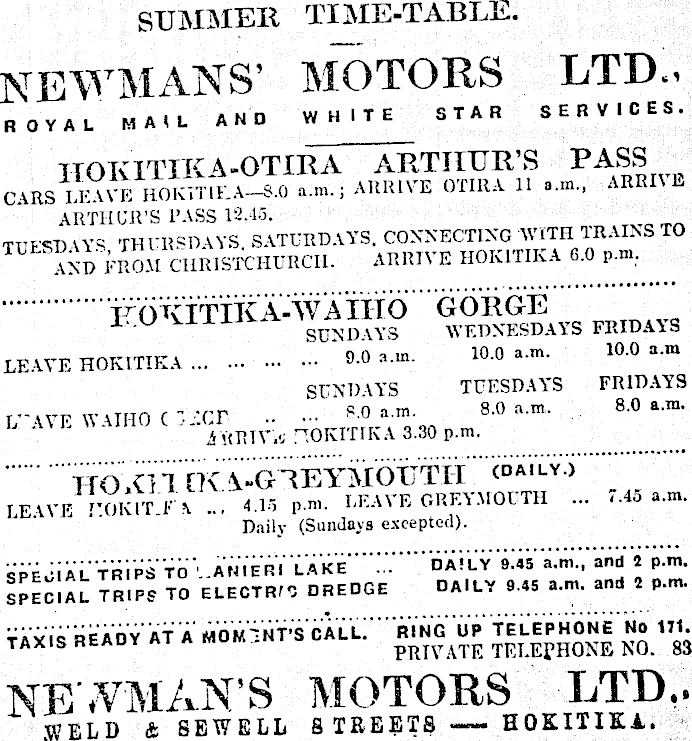 SUMMER TIME-TABLE.
NEWMANS' MOTORS LTD.,
ROYAL MAIL AND WHITE STAR SERVICES.
HOKITIKA-OTIRA ARTHUR'S PASS
CARS LEAVE HOKITIKA—8.0 a.m.; ARRIVE OTIRA 11 a.m., ARRIVE
ARTHUR'S PASS 12.45.
TUESDAYS, THURSDAYS, SATURDAYS, CONNECTING WITH TRAINS TO
AND FROM CHRISTCHURCH. ARRIVE HOKITIKA 6.0 p.m.
HOKITIKA-WAIHO GORGE
SUNDAYS WEDNESDAYS FRIDAYS
LEAVE HOKITIKA ... ... ... ... 9.0 a.m. 10.0 a.m. 10.0 a.m
SUNDAYS TUESDAYS FRIDAYS
LEAVE WAIHO .. ... 8.0 a.m. 8.0 a.m. 8.0 a.m.
ARRIVE HOKITIKA 3.30 p.m.
HOKITIKA-GREYMOUTH (DAILY.)
LEAVE HOKITIKA ... 4.15 p.m. LEAVE GREYMOUTH ... 7.45 a.m.
Daily (Sundays excepted).
SPECIAL TRIPS TO LANIERI LAKE ... DAILY 9.45 a.m., and 2 p.m.
SPECIAL TRIPS TO ELECTRIC DREDGE DAILY 9.45 a.m. and 2 p.m.
TAXIS READY AT A MOMENT'S CALL. RING UP TELEPHONE No 171.
PRIVATE TELEPHONE NO. 83
NEWMAN'S MOTORS LTD.,
WELD & SEWELL STREETS — HOKITIKA.